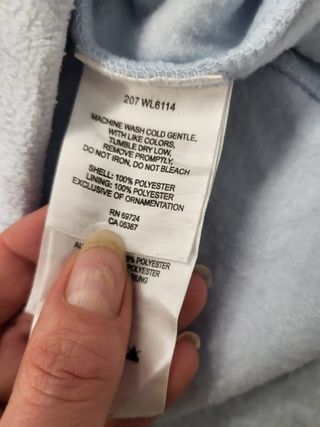 207 WL6114
MACHINE WASH COLD GENTLE,
WITH LIKE COLORS,
TUMBLE DRY LOW,
REMOVE PROMPTLY,
DO NOT IRON, DO NOT BLEACH
SHELL: 100% POLYESTER
LINING: 100% POLYESTER
EXCLUSIVE OF ORNAMENTATION
RN 69724
CA 05367
POLYESTER
POLYESTER